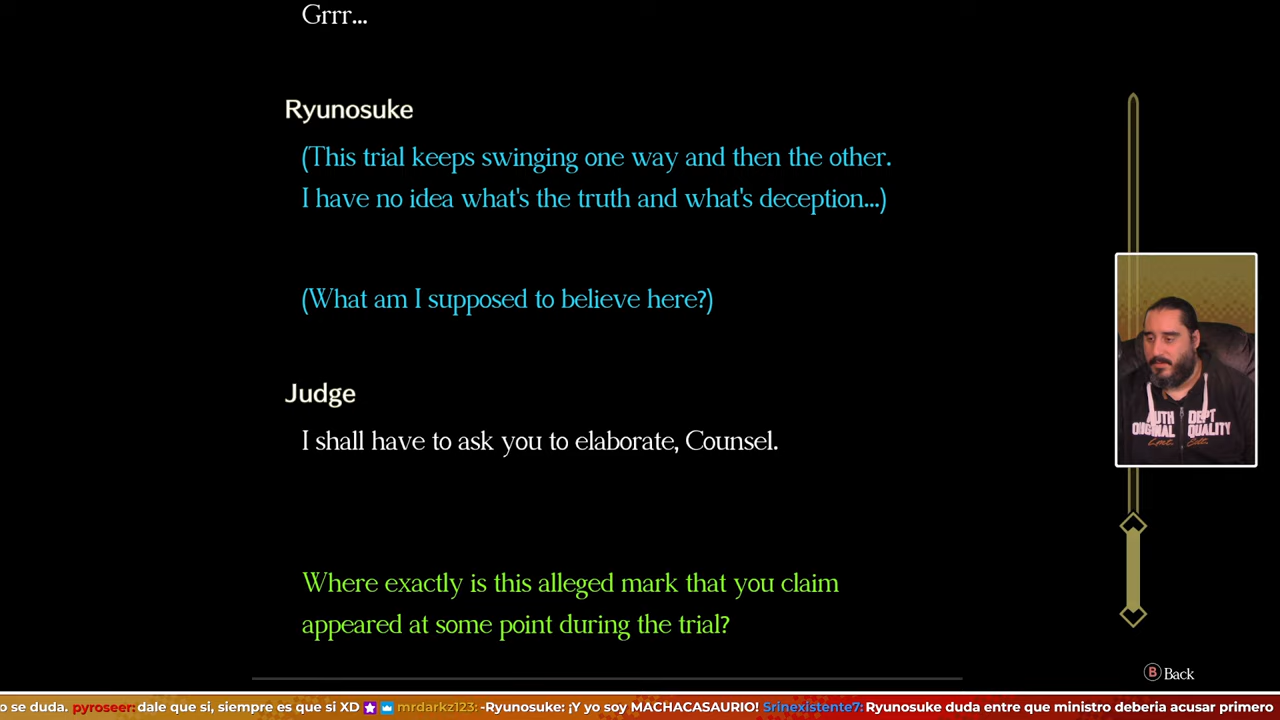 Grrr...
Ryunosuke
(This trial keeps swinging one way and then the other.
I have no idea what's the truth and what's deception...)
(What am I supposed to believe here?)
Judge
I shall have to ask you to elaborate, Counsel.
Where exactly is this alleged mark that you claim
appeared at some point during the trial?
AUTH DEPT
ORIGINAL QUALITY
B Back
o se duda. pyroseer: dale que si, siempre es que si XD mrdarkz123: -Ryunosuke: ¡Y yo soy MACHACASAURIO! Srinexistente7: Ryunosuke duda entre que ministro deberia acusar primero